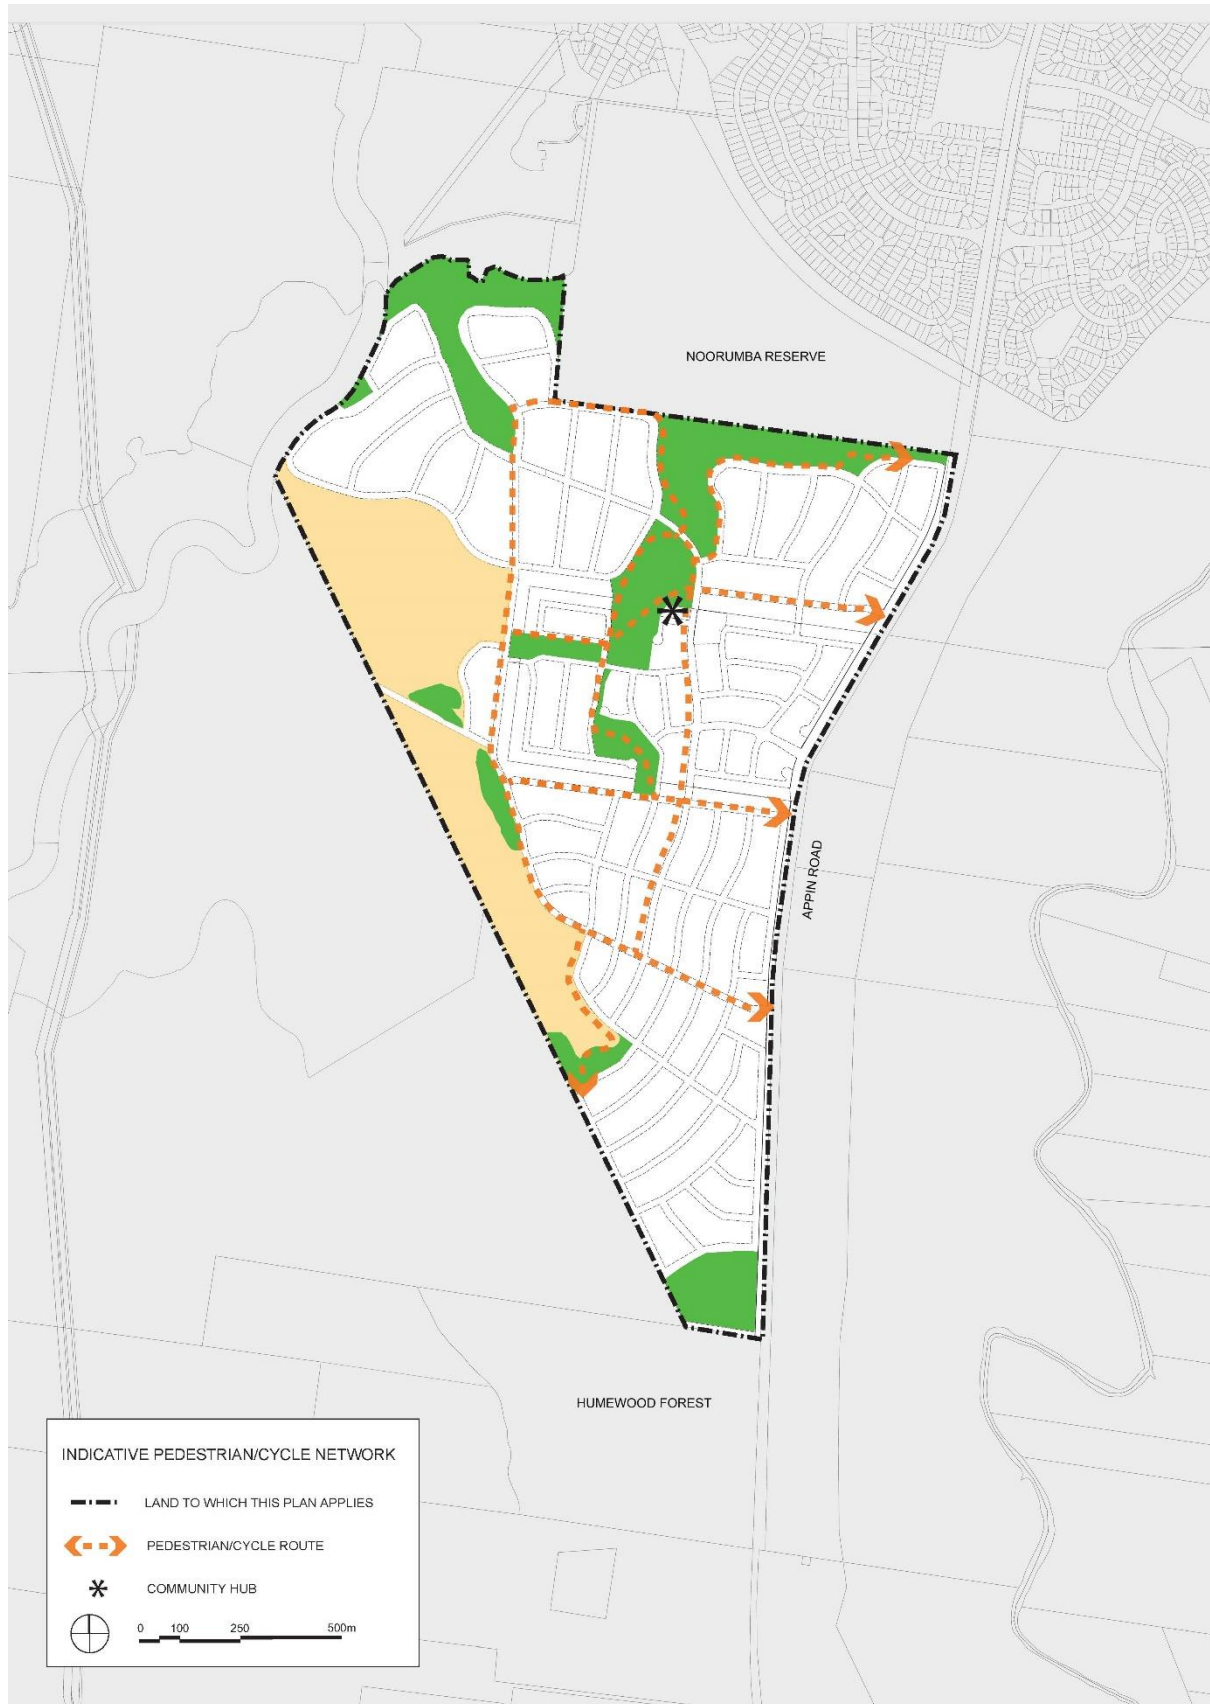 NOORUMBA RESERVE
APPIN ROAD
HUMEWOOD FOREST
INDICATIVE PEDESTRIAN/CYCLE NETWORK
LAND TO WHICH THIS PLAN APPLIES
PEDESTRIAN/CYCLE ROUTE
COMMUNITY HUB
0 100 250 500m